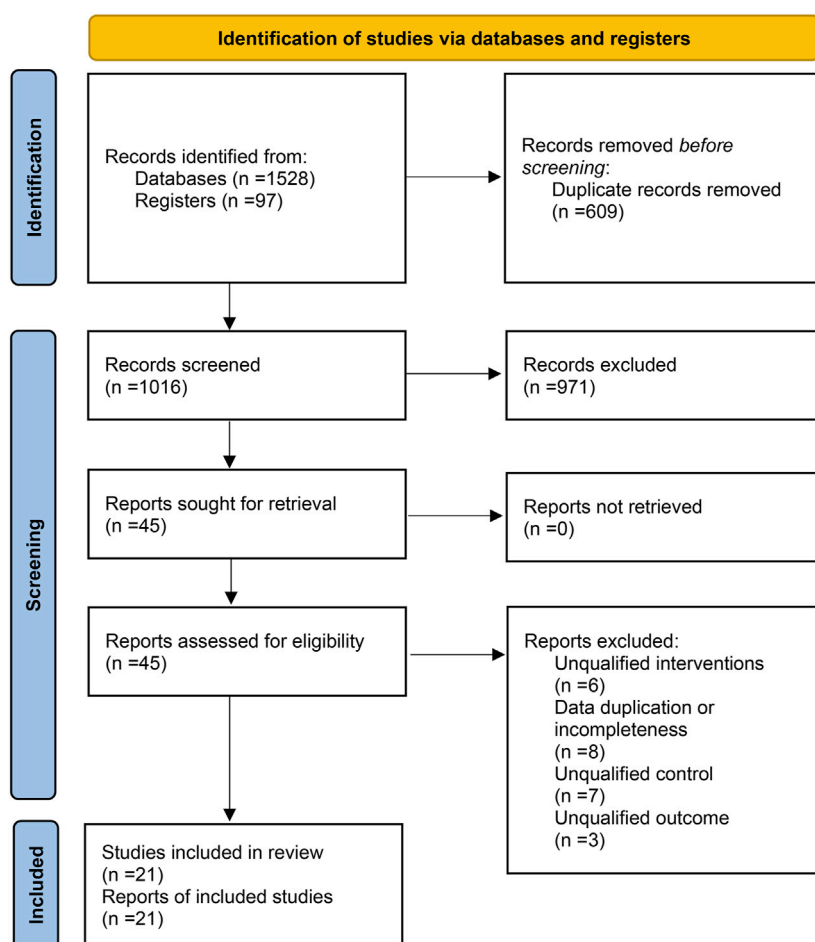 Identification of studies via databases and registers
Identification
Records identified from:
Databases (n =1528)
Registers (n =97)
Records removed before
screening:
Duplicate records removed
(n =609)
Screening
Records screened
(n =1016)
Records excluded
(n =971)
Reports sought for retrieval
(n =45)
Reports not retrieved
(n =0)
Reports assessed for eligibility
(n =45)
Reports excluded:
Unqualified interventions
(n =6)
Data duplication or
incompleteness
(n =8)
Unqualified control
(n =7)
Unqualified outcome
(n =3)
Included
Studies included in review
(n =21)
Reports of included studies
(n =21)